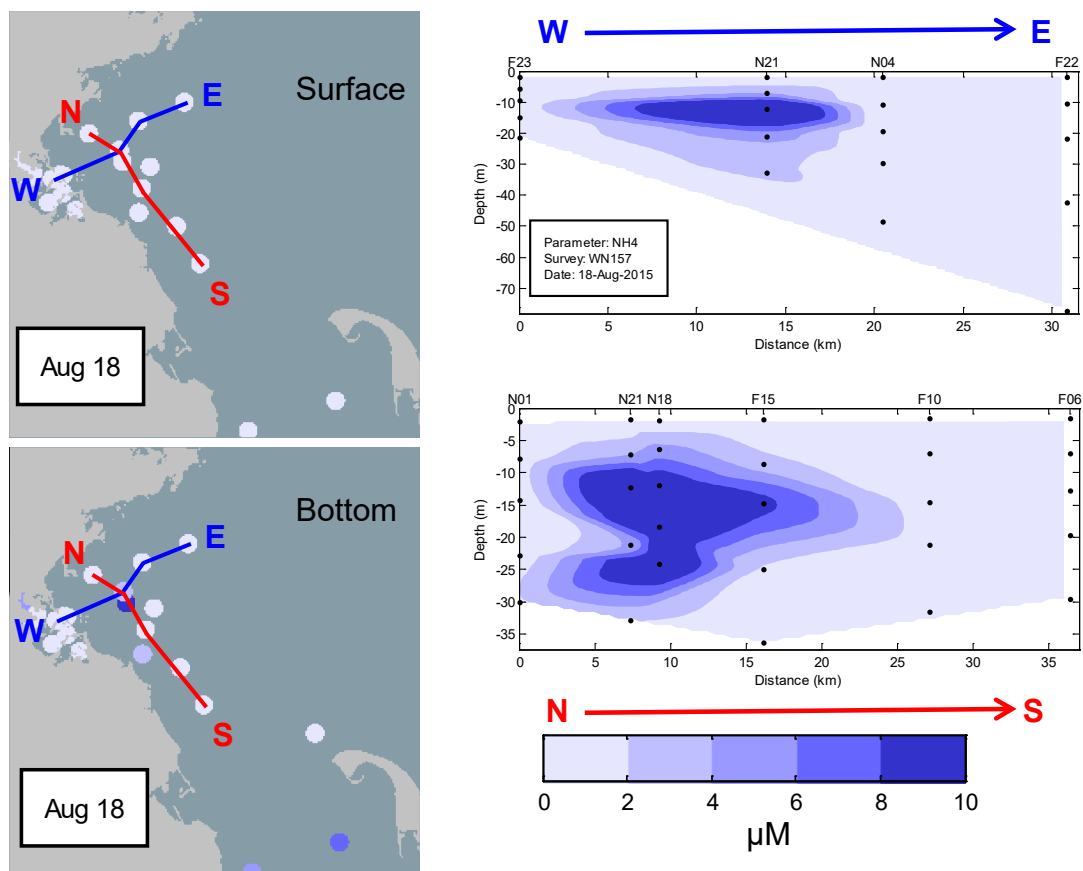 Surface
N
E
W
S
Aug 18
Bottom
N
E
W
S
Aug 18
W E
F23 N21 N04 F22
0
-10
-20
-30
-40
-50
-60
-70
Depth (m)
Parameter: NH4
Survey: WN157
Date: 18-Aug-2015
0 5 10 15 20 25 30
Distance (km)
N01 N21 N18 F15 F10 F06
0
-5
-10
-15
-20
-25
-30
-35
Depth (m)
0 5 10 15 20 25 30 35
Distance (km)
N S
0 2 4 6 8 10
µM